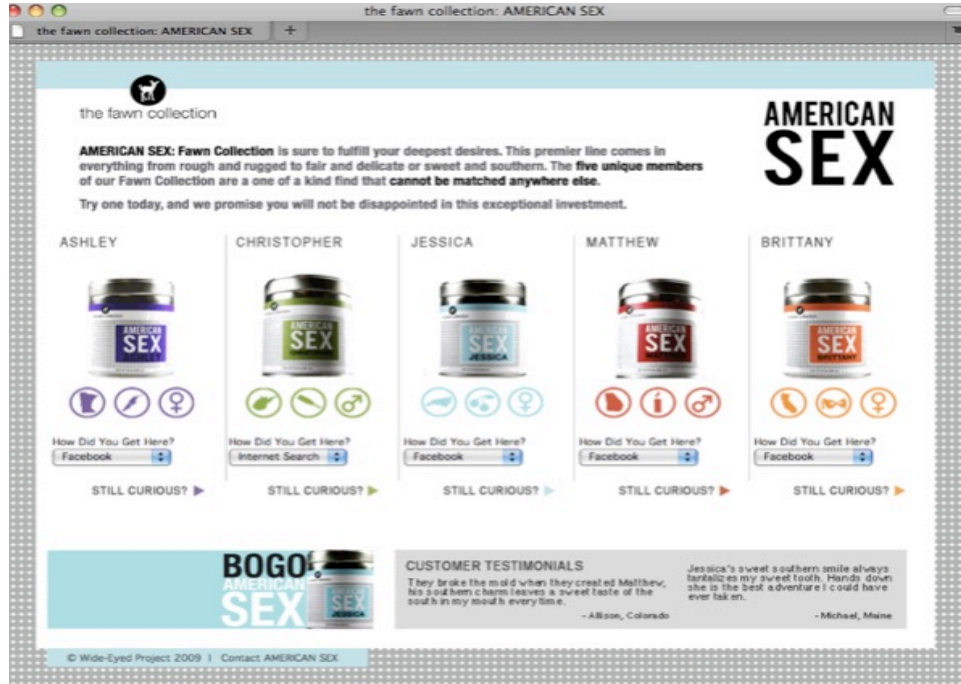 the fawn collection: AMERICAN SEX
the fawn collection: AMERICAN SEX +
the fawn collection
AMERICAN
SEX
AMERICAN SEX: Fawn Collection is sure to fulfill your deepest desires. This premier line comes in
everything from rough and rugged to fair and delicate or sweet and southern. The five unique members
of our Fawn Collection are a one of a kind find that cannot be matched anywhere else.
Try one today, and we promise you will not be disappointed in this exceptional investment.
ASHLEY
CHRISTOPHER
JESSICA
MATTHEW
BRITTANY
AMERICAN
SEX
ASHLEY
AMERICAN
SEX
AMERICAN
SEX
JESSICA
AMERICAN
SEX
AMERICAN
SEX
BRITTANY
How Did You Get Here?
Facebook
How Did You Get Here?
Internet Search
How Did You Get Here?
Facebook
How Did You Get Here?
Facebook
How Did You Get Here?
Facebook
STILL CURIOUS?
STILL CURIOUS?
STILL CURIOUS?
STILL CURIOUS?
STILL CURIOUS?
BOGO
AMERICAN
SEX
AMERICAN
SEX
JESSICA
CUSTOMER TESTIMONIALS
They broke the mold when they created Matthew,
his southern charm leaves a sweet taste of the
south in my mouth everytime.
- Allison, Colorado
Jessica's sweet southern smile always
tantalizes my sweet tooth. Hands down
she is the best adventure I could have
ever taken.
- Michael, Maine
© Wide-Eyed Project 2009 | Contact AMERICAN SEX